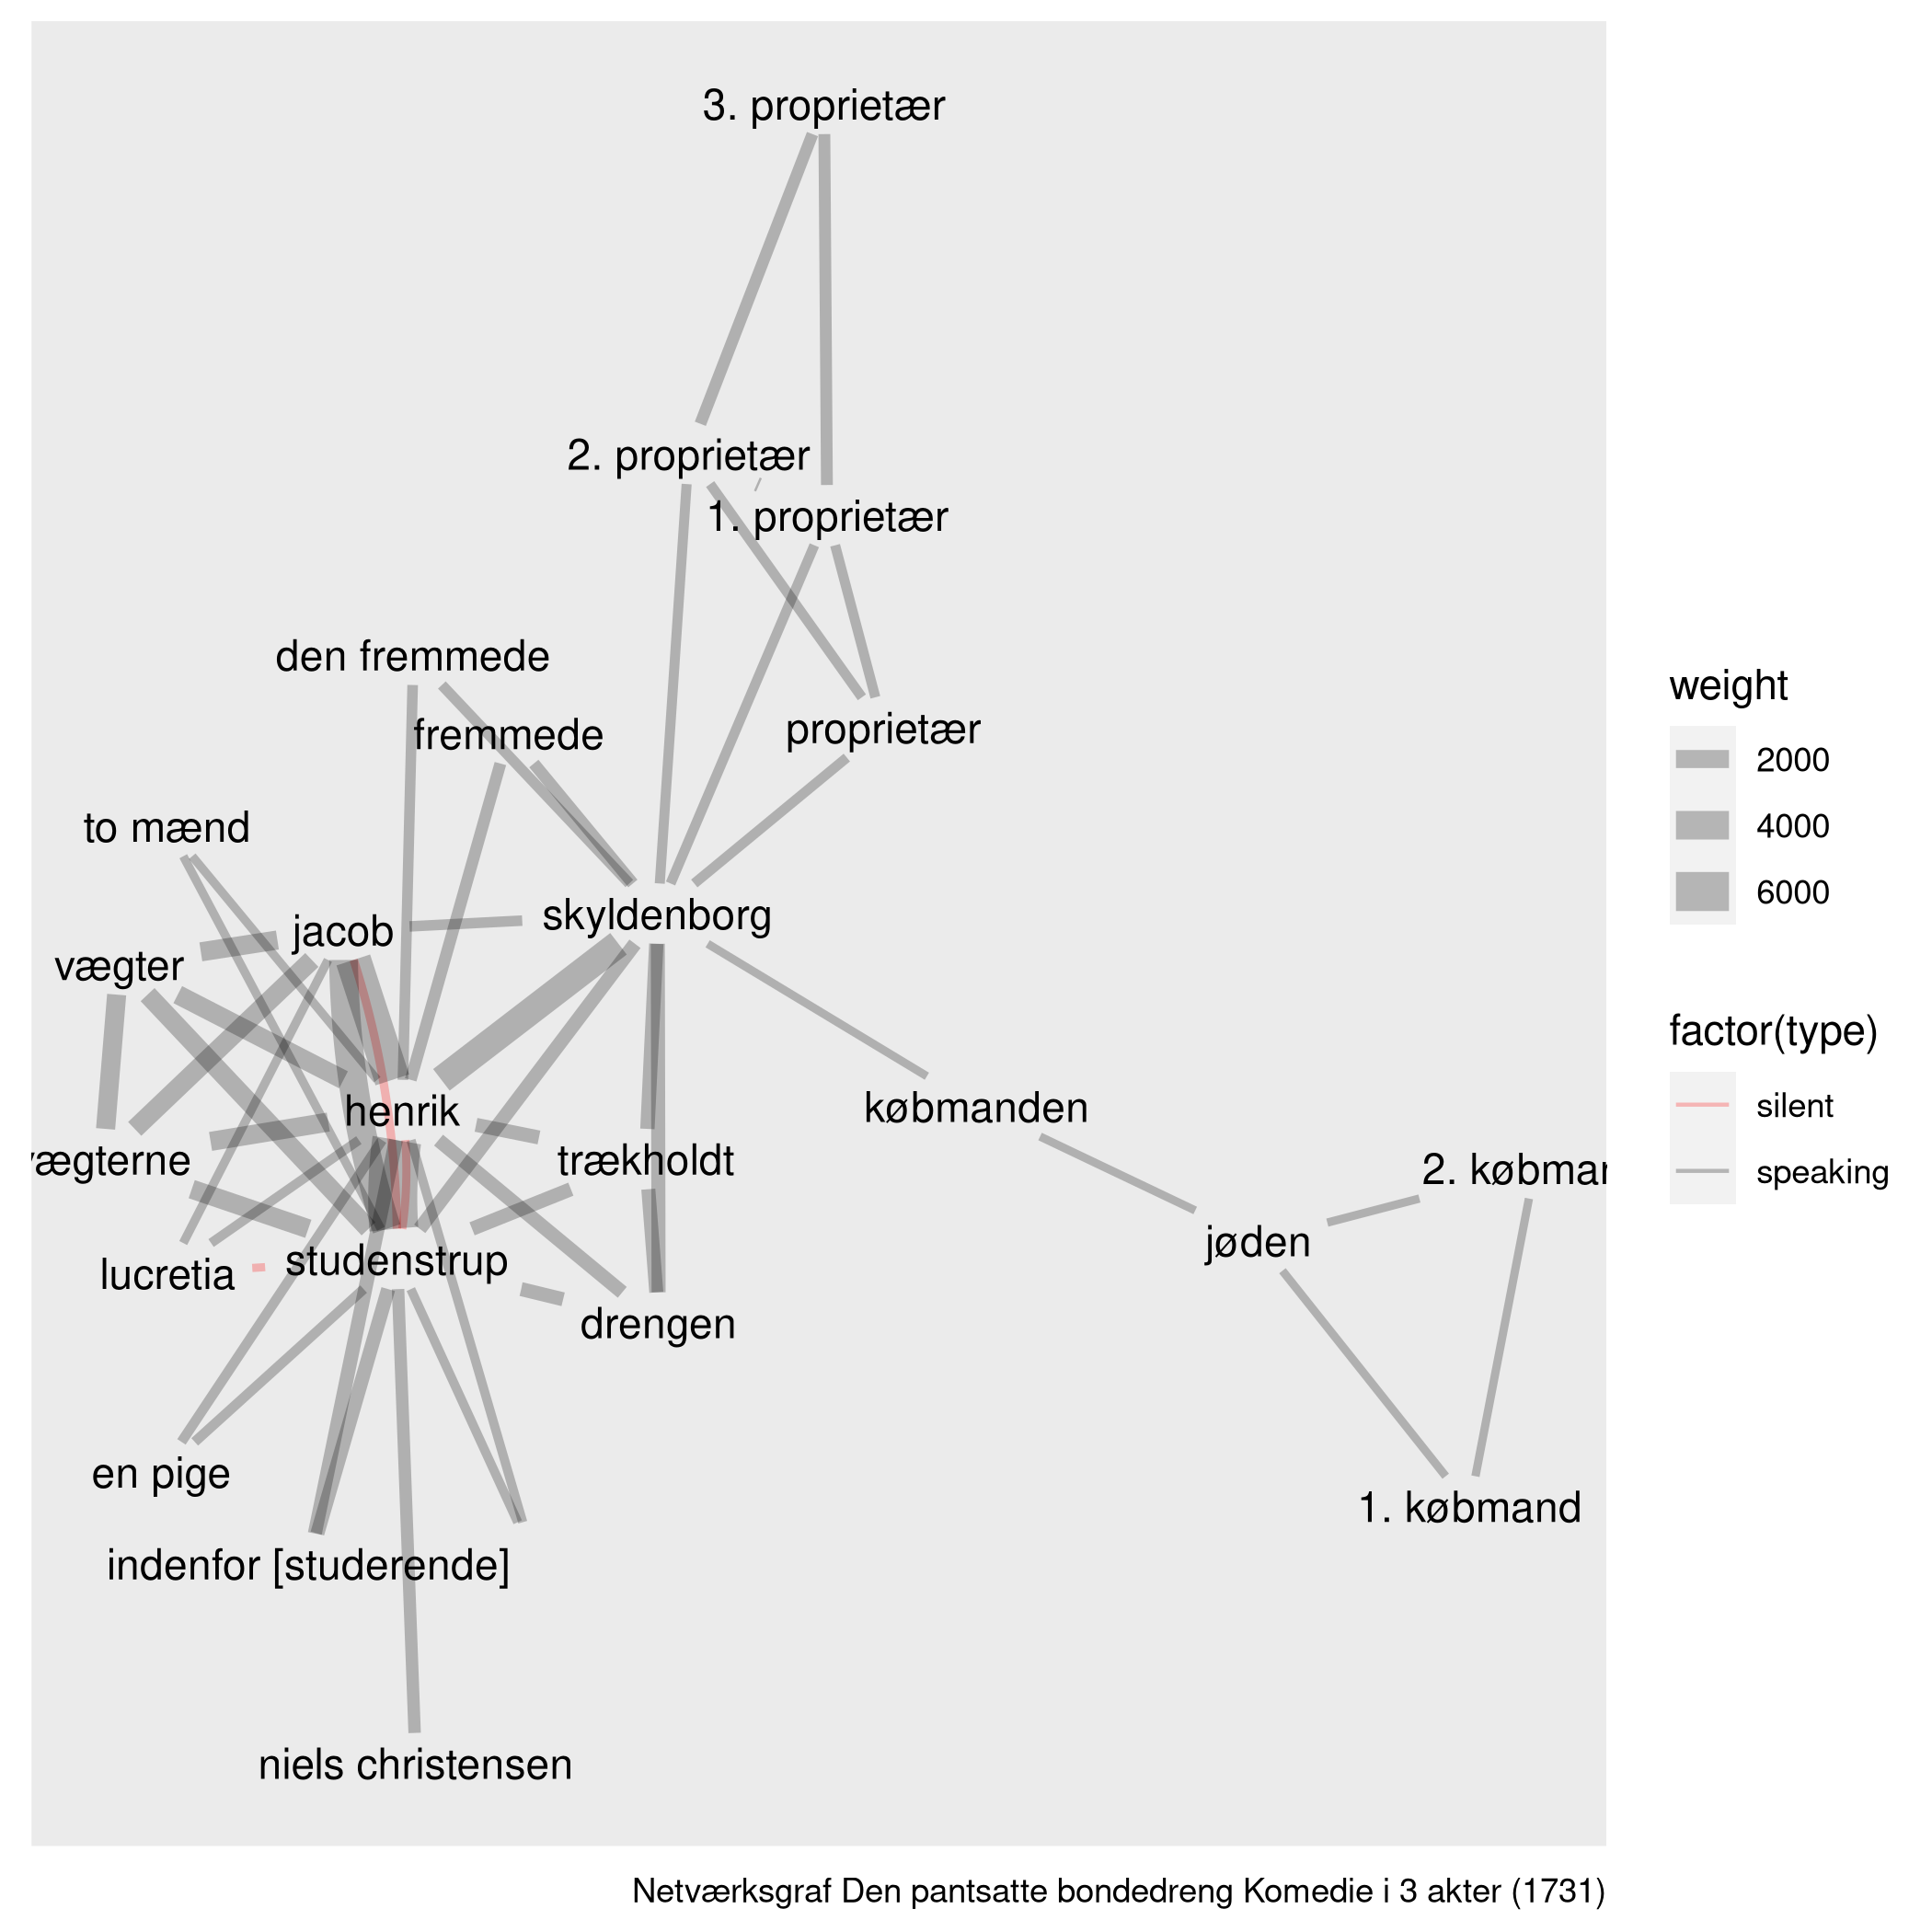 3. proprietær
2. proprietær
1. proprietær
den fremmede
fremmede
proprietær
to mænd
skyldenborg
jacob
vægter
købmanden
henrik
trækholdt
vægterne
2. købman
jøden
studenstrup
lucretia
drengen
en pige
1. købmand
indenfor [studerende]
niels christensen
weight
2000
4000
6000
factor(type)
silent
speaking
Netværksgraf Den pantsatte bondedreng Komedie i 3 akter (1731)